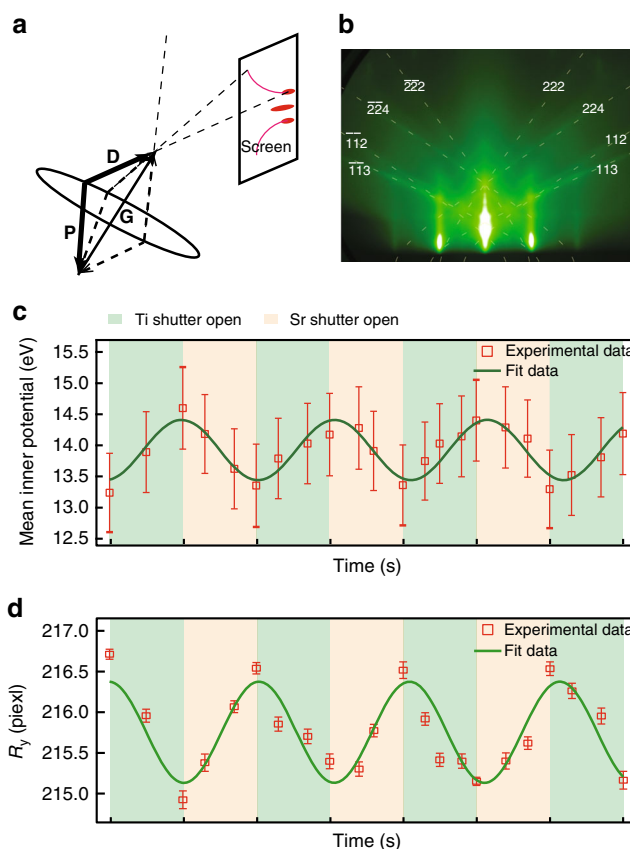 a
D
G
P
Screen
b
2̅2̅2
222
2̅2̅4
224
1̅1̅2
112
1̅1̅3
113
c
Ti shutter open
Sr shutter open
Experimental data
Fit data
Mean inner potential (eV)
15.5
15.0
14.5
14.0
13.5
13.0
12.5
Time (s)
d
Experimental data
Fit data
Ry (piexl)
217.0
216.5
216.0
215.5
215.0
Time (s)